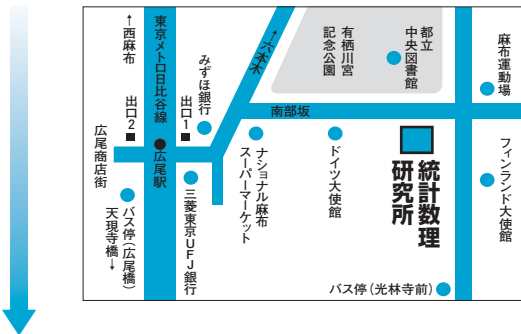 ←西麻布
東京メトロ日比谷線
出口2
出口1
みずほ銀行
←六本木
有栖川宮
記念公園
都立
中央図書館
麻布運動場
南部坂
広尾商店街
広尾駅
バス停(広尾橋)
天現寺橋→
三菱東京UFJ銀行
ナショナル麻布
スーパーマーケット
ドイツ大使館
統計数理
研究所
フィンランド大使館
バス停(光林寺前)